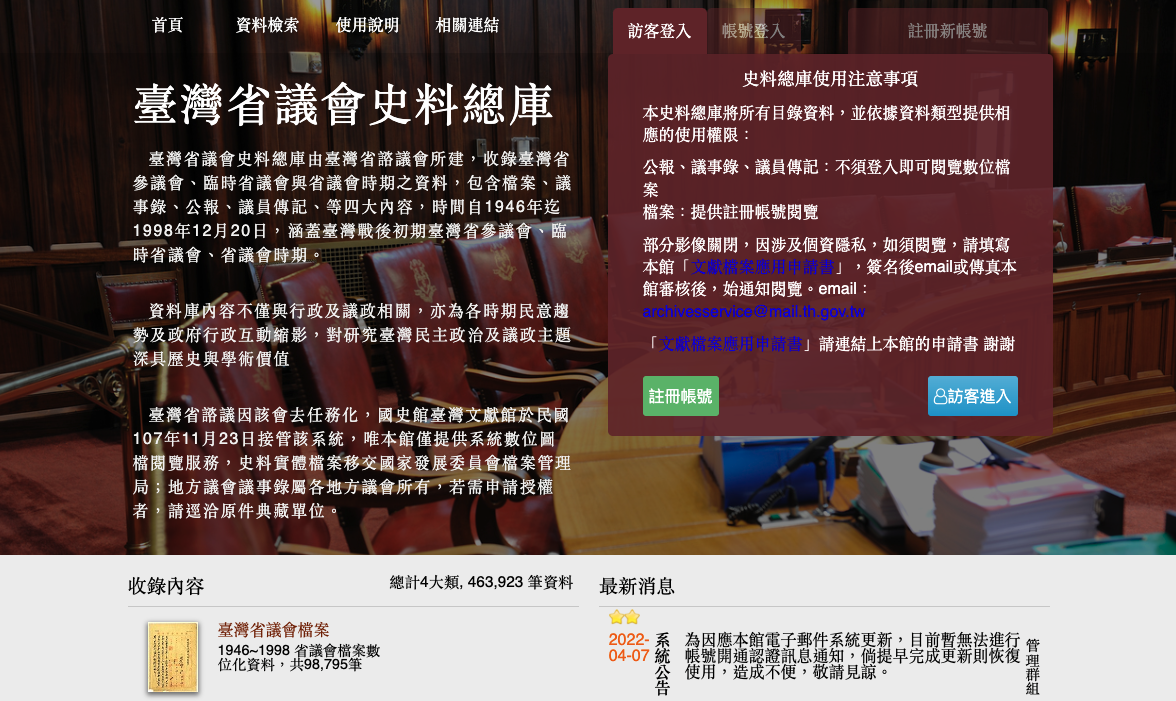 首頁 資料檢索 使用說明 相關連結
訪客登入 帳號登入 註冊新帳號
臺灣省議會史料總庫
臺灣省議會史料總庫由臺灣省諮議會所建，收錄臺灣省
參議會、臨時省議會與省議會時期之資料，包含檔案、議
事錄、公報、議員傳記、等四大內容，時間自1946年迄
1998年12月20日，涵蓋臺灣戰後初期臺灣省參議會、臨
時省議會、省議會時期。
資料庫內容不僅與行政及議政相關，亦為各時期民意趨
勢及政府行政互動縮影，對研究臺灣民主政治及議政主題
深具歷史與學術價值
臺灣省諮議因該會去任務化，國史館臺灣文獻館於民國
107年11月23日接管該系統，唯本館僅提供系統數位圖
檔閱覽服務，史料實體檔案移交國家發展委員會檔案管理
局；地方議會議事錄屬各地方議會所有，若需申請授權
者，請逕洽原件典藏單位。
史料總庫使用注意事項
本史料總庫將所有目錄資料，並依據資料類型提供相
應的使用權限：
公報、議事錄、議員傳記：不須登入即可閱覽數位檔
案
檔案：提供註冊帳號閱覽
部分影像關閉，因涉及個資隱私，如須閱覽，請填寫
本館「文獻檔案應用申請書」，簽名後email或傳真本
館審核後，始通知閱覽。email：
archivesservice@mail.th.gov.tw
「文獻檔案應用申請書」請連結上本館的申請書 謝謝
註冊帳號 訪客進入
收錄內容 總計4大類, 463,923 筆資料
臺灣省議會檔案
1946~1998 省議會檔案數
位化資料，共98,795筆
最新消息
2022-
04-07
系統公告
為因應本館電子郵件系統更新，目前暫無法進行
帳號開通認證訊息通知，倘提早完成更新則恢復
使用，造成不便，敬請見諒。
管理群組